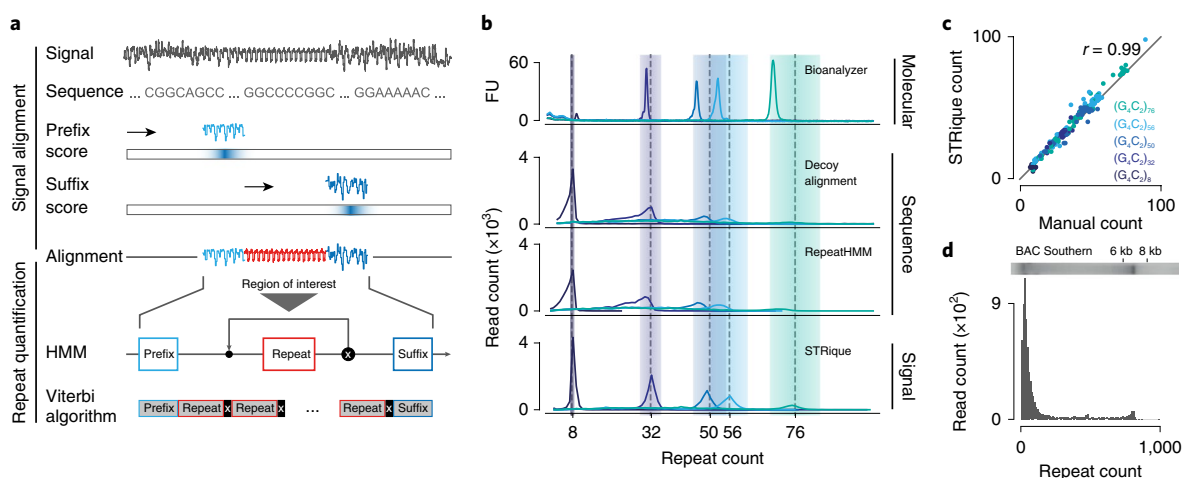 a
Signal alignment
Signal
Sequence ... CGGCAGCC ... GGCCCCGGC ... GGAAAAAC ...
Prefix
score
Suffix
score
Repeat quantification
Alignment
Region of interest
HMM
Prefix
Repeat
x
Suffix
Viterbi
algorithm
Prefix Repeat x Repeat x ... Repeat x Suffix
b
60
FU
0
Bioanalyzer
Molecular
Read count (×10³)
4
Decoy
alignment
0
Sequence
4
RepeatHMM
0
4
STRique
Signal
0
8 32 50 56 76
Repeat count
c
100
r = 0.99
STRique count
(G₄C₂)₇₆
(G₄C₂)₅₆
(G₄C₂)₅₀
(G₄C₂)₃₂
(G₄C₂)₈
0
0 100
Manual count
d
BAC Southern 6 kb 8 kb
9
Read count (×10²)
0
0 1,000
Repeat count